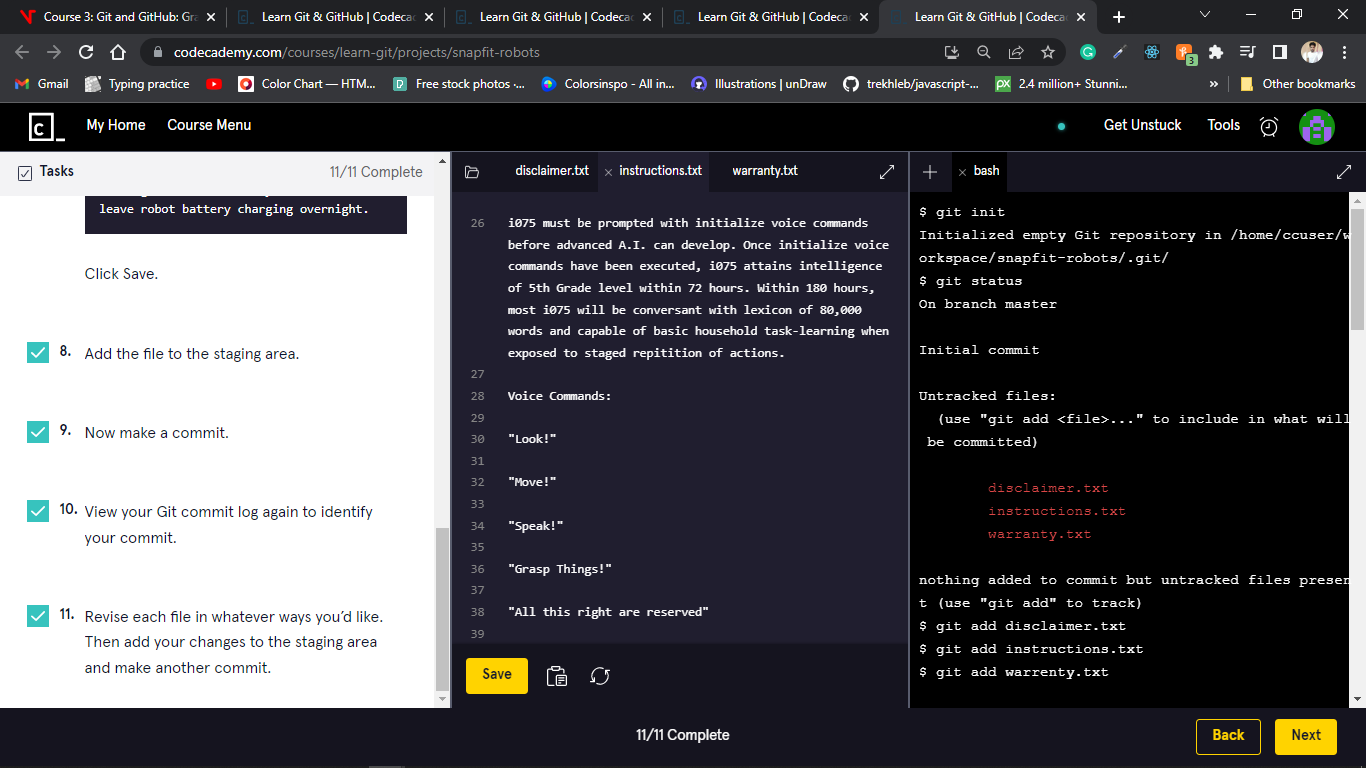 Course 3: Git and GitHub: Gra
Learn Git & GitHub | Codecac
Learn Git & GitHub | Codeca
Learn Git & GitHub | Codeca
Learn Git & GitHub | Codeca
codecademy.com/courses/learn-git/projects/snapfit-robots
3
Gmail
Typing practice
Color Chart — HTM...
Free stock photos ·...
Colorsinspo - All in...
Illustrations | unDraw
trekhleb/javascript-...
2.4 million+ Stunni...
»
Other bookmarks
My Home
Course Menu
Get Unstuck
Tools
Tasks
11/11 Complete
leave robot battery charging overnight.
Click Save.
8. Add the file to the staging area.
9. Now make a commit.
10. View your Git commit log again to identify
your commit.
11. Revise each file in whatever ways you'd like.
Then add your changes to the staging area
and make another commit.
disclaimer.txt
instructions.txt
warranty.txt
26 i075 must be prompted with initialize voice commands
before advanced A.I. can develop. Once initialize voice
commands have been executed, i075 attains intelligence
of 5th Grade level within 72 hours. Within 180 hours,
most i075 will be conversant with lexicon of 80,000
words and capable of basic household task-learning when
exposed to staged repitition of actions.
27
28 Voice Commands:
29
30 "Look!"
31
32 "Move!"
33
34 "Speak!"
35
36 "Grasp Things!"
37
38 "All this right are reserved"
39
Save
bash
$ git init
Initialized empty Git repository in /home/ccuser/w
orkspace/snapfit-robots/.git/
$ git status
On branch master
Initial commit
Untracked files:
(use "git add <file>..." to include in what will
be committed)
disclaimer.txt
instructions.txt
warranty.txt
nothing added to commit but untracked files presen
t (use "git add" to track)
$ git add disclaimer.txt
$ git add instructions.txt
$ git add warrenty.txt
11/11 Complete
Back
Next